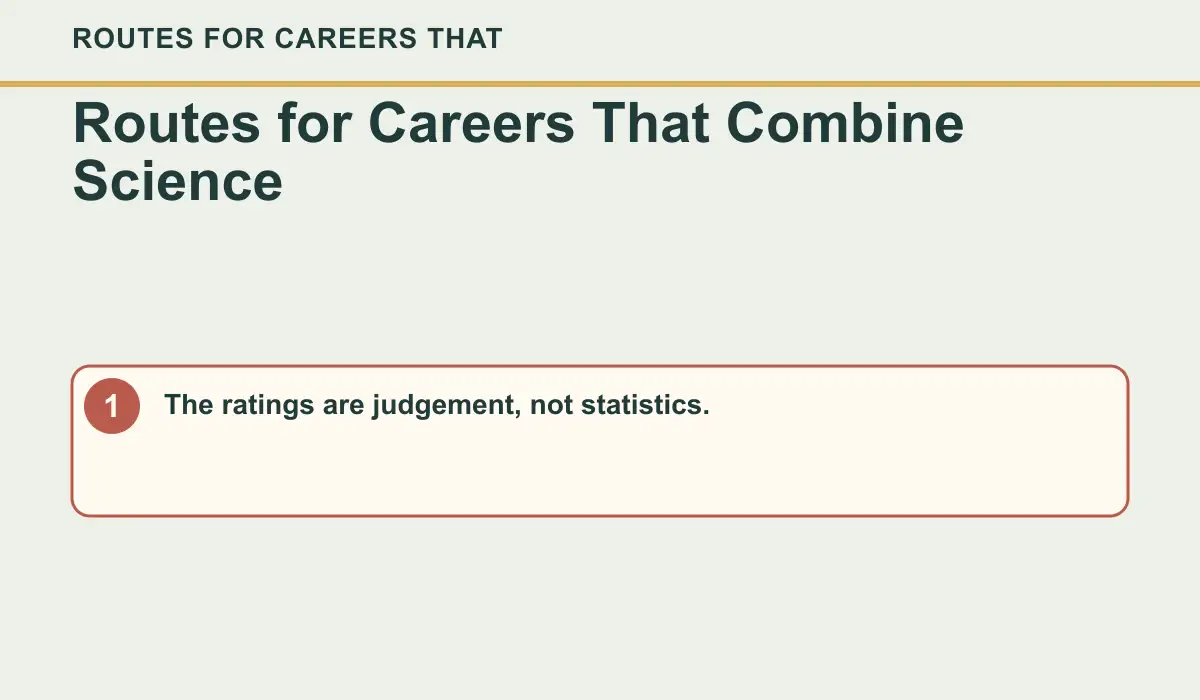 ROUTES FOR CAREERS THAT
Routes for Careers That Combine
Science
1 The ratings are judgement, not statistics.